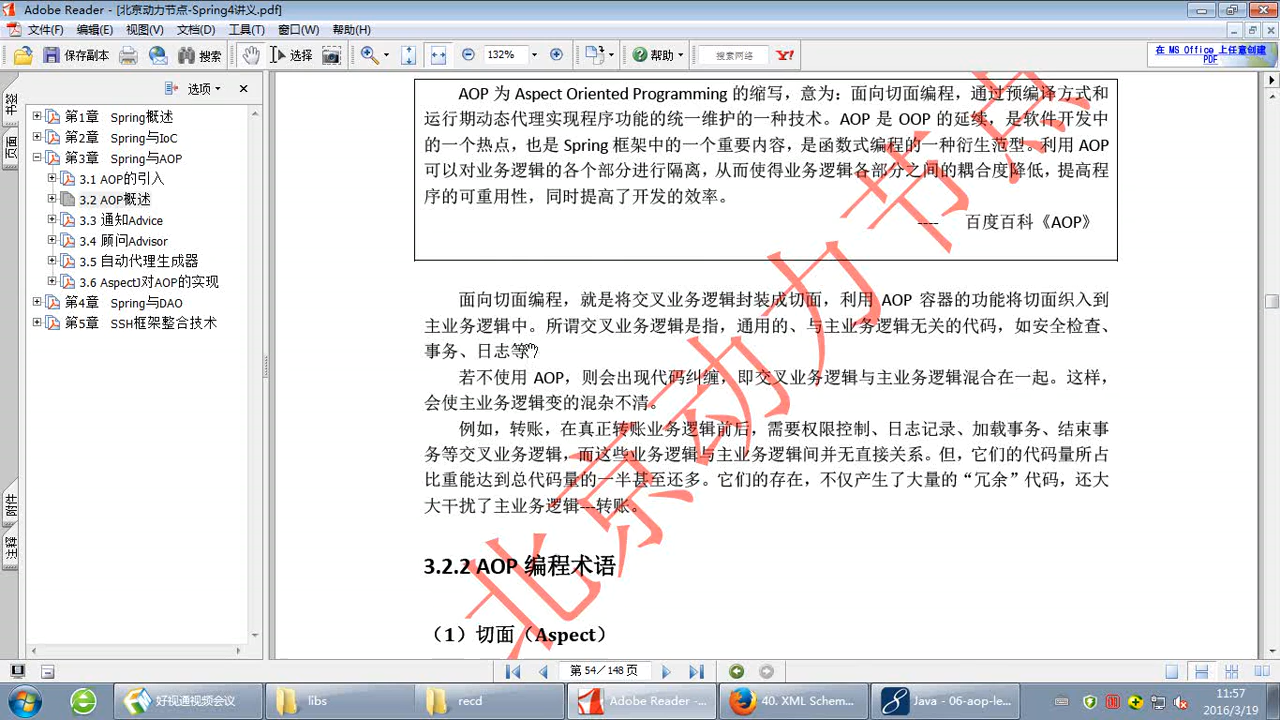 Adobe Reader - [北京动力节点-Spring4讲义.pdf]
文件(F) 编辑(E) 视图(V) 文档(D) 工具(T) 窗口(W) 帮助(H)
保存副本 搜索 选择 132% 帮助 搜索网络 Y!
在 MS Office 上任意创建 PDF
选项
书签
页面
附件
注释
第1章 Spring概述
第2章 Spring与IoC
第3章 Spring与AOP
3.1 AOP的引入
3.2 AOP概述
3.3 通知Advice
3.4 顾问Advisor
3.5 自动代理生成器
3.6 AspectJ对AOP的实现
第4章 Spring与DAO
第5章 SSH框架整合技术
AOP 为 Aspect Oriented Programming 的缩写，意为：面向切面编程，通过预编译方式和
运行期动态代理实现程序功能的统一维护的一种技术。AOP 是 OOP 的延续，是软件开发中
的一个热点，也是 Spring 框架中的一个重要内容，是函数式编程的一种衍生范型。利用 AOP
可以对业务逻辑的各个部分进行隔离，从而使得业务逻辑各部分之间的耦合度降低，提高程
序的可重用性，同时提高了开发的效率。
---- 百度百科《AOP》
面向切面编程，就是将交叉业务逻辑封装成切面，利用 AOP 容器的功能将切面织入到
主业务逻辑中。所谓交叉业务逻辑是指，通用的、与主业务逻辑无关的代码，如安全检查、
事务、日志等
若不使用 AOP，则会出现代码纠缠，即交叉业务逻辑与主业务逻辑混合在一起。这样，
会使主业务逻辑变的混杂不清。
例如，转账，在真正转账业务逻辑前后，需要权限控制、日志记录、加载事务、结束事
务等交叉业务逻辑，而这些业务逻辑与主业务逻辑间并无直接关系。但，它们的代码量所占
比重能达到总代码量的一半甚至还多。它们的存在，不仅产生了大量的“冗余”代码，还大
大干扰了主业务逻辑---转账。
3.2.2 AOP 编程术语
（1）切面（Aspect）
北京动力节点
第 54/148 页
好视通视频会议 libs recd Adobe Reader -... 40. XML Schem... Java - 06-aop-le...
11:57
2016/3/19